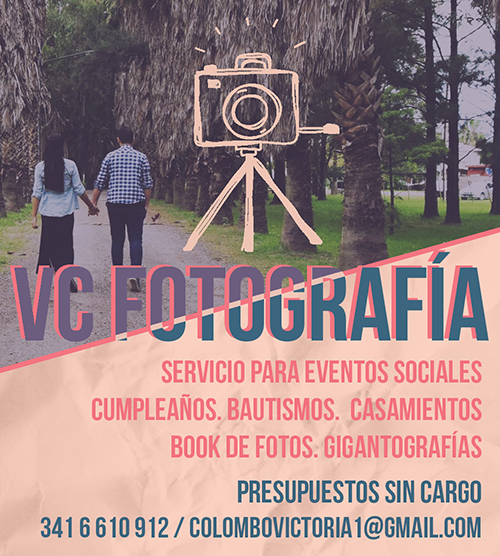 VC FOTOGRAFÍA
SERVICIO PARA EVENTOS SOCIALES
CUMPLEAÑOS. BAUTISMOS. CASAMIENTOS
BOOK DE FOTOS. GIGANTOGRAFÍAS
PRESUPUESTOS SIN CARGO
341 6 610 912 / COLOMBOVICTORIA1@GMAIL.COM